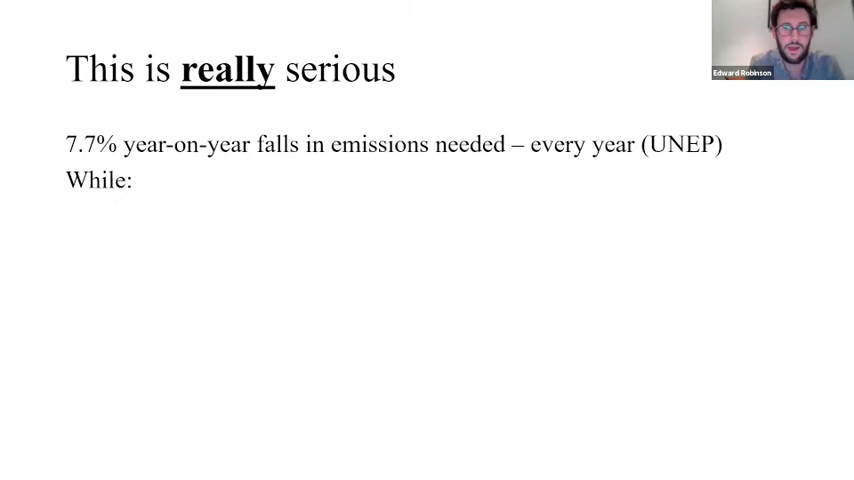 This is really serious
Edward Robinson
7.7% year-on-year falls in emissions needed – every year (UNEP)
While: